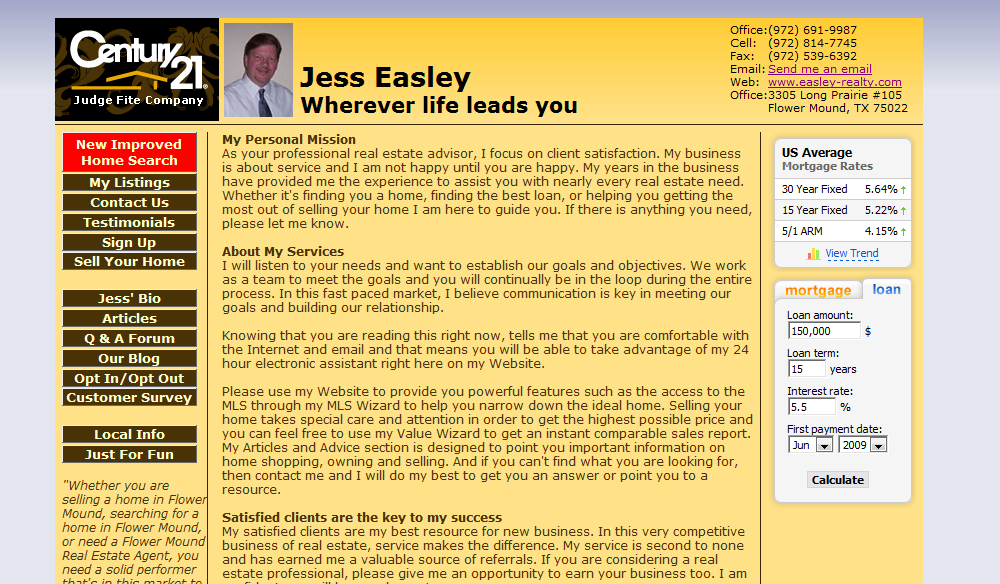 Century 21
Judge Fite Company
Jess Easley
Wherever life leads you
Office:(972) 691-9987
Cell: (972) 814-7745
Fax: (972) 539-6392
Email: Send me an email
Web: www.easley-realty.com
Office:3305 Long Prairie #105
Flower Mound, TX 75022
New Improved
Home Search
My Listings
Contact Us
Testimonials
Sign Up
Sell Your Home
Jess' Bio
Articles
Q & A Forum
Our Blog
Opt In/Opt Out
Customer Survey
Local Info
Just For Fun
"Whether you are
selling a home in Flower
Mound, searching for a
home in Flower Mound,
or need a Flower Mound
Real Estate Agent, you
need a solid performer
that's in this market to
My Personal Mission
As your professional real estate advisor, I focus on client satisfaction. My business
is about service and I am not happy until you are happy. My years in the business
have provided me the experience to assist you with nearly every real estate need.
Whether it's finding you a home, finding the best loan, or helping you getting the
most out of selling your home I am here to guide you. If there is anything you need,
please let me know.
About My Services
I will listen to your needs and want to establish our goals and objectives. We work
as a team to meet the goals and you will continually be in the loop during the entire
process. In this fast paced market, I believe communication is key in meeting our
goals and building our relationship.
Knowing that you are reading this right now, tells me that you are comfortable with
the Internet and email and that means you will be able to take advantage of my 24
hour electronic assistant right here on my Website.
Please use my Website to provide you powerful features such as the access to the
MLS through my MLS Wizard to help you narrow down the ideal home. Selling your
home takes special care and attention in order to get the highest possible price and
you can feel free to use my Value Wizard to get an instant comparable sales report.
My Articles and Advice section is designed to point you important information on
home shopping, owning and selling. And if you can't find what you are looking for,
then contact me and I will do my best to get you an answer or point you to a
resource.
Satisfied clients are the key to my success
My satisfied clients are my best resource for new business. In this very competitive
business of real estate, service makes the difference. My service is second to none
and has earned me a valuable source of referrals. If you are considering a real
estate professional, please give me an opportunity to earn your business too. I am
US Average
Mortgage Rates
30 Year Fixed 5.64% ↑
15 Year Fixed 5.22% ↑
5/1 ARM 4.15% ↑
View Trend
mortgage loan
Loan amount:
150,000 $
Loan term:
15 years
Interest rate:
5.5 %
First payment date:
Jun 2009
Calculate